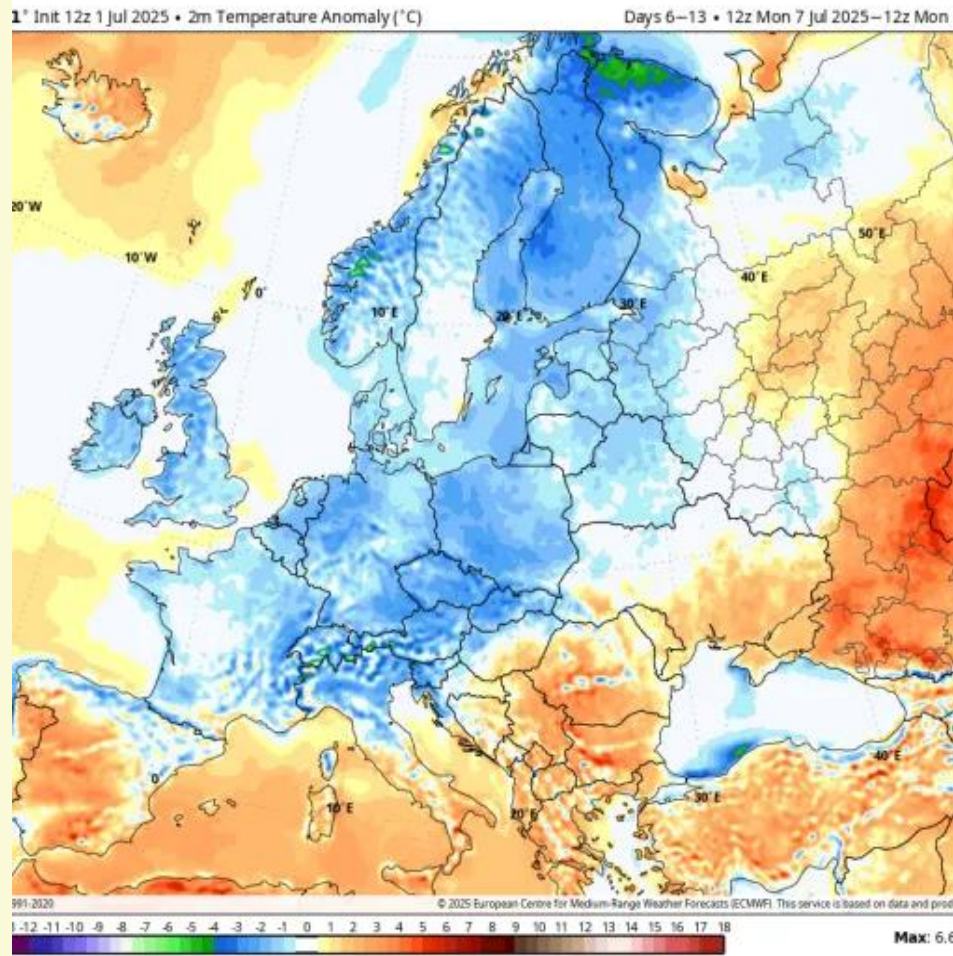 1° Init 12z 1 Jul 2025 • 2m Temperature Anomaly (°C) Days 6−13 • 12z Mon 7 Jul 2025−12z Mon
20°W
10°W
0°
50°E
40°E
10°E
20°E
30°E
0
10°E
20°E
30°E
40°E
991-2020 © 2025 European Centre for Medium-Range Weather Forecasts (ECMWF). This service is based on data and prod
-12 -11 -10 -9 -8 -7 -6 -5 -4 -3 -2 -1 0 1 2 3 4 5 6 7 8 9 10 11 12 13 14 15 16 17 18
Max: 6.6